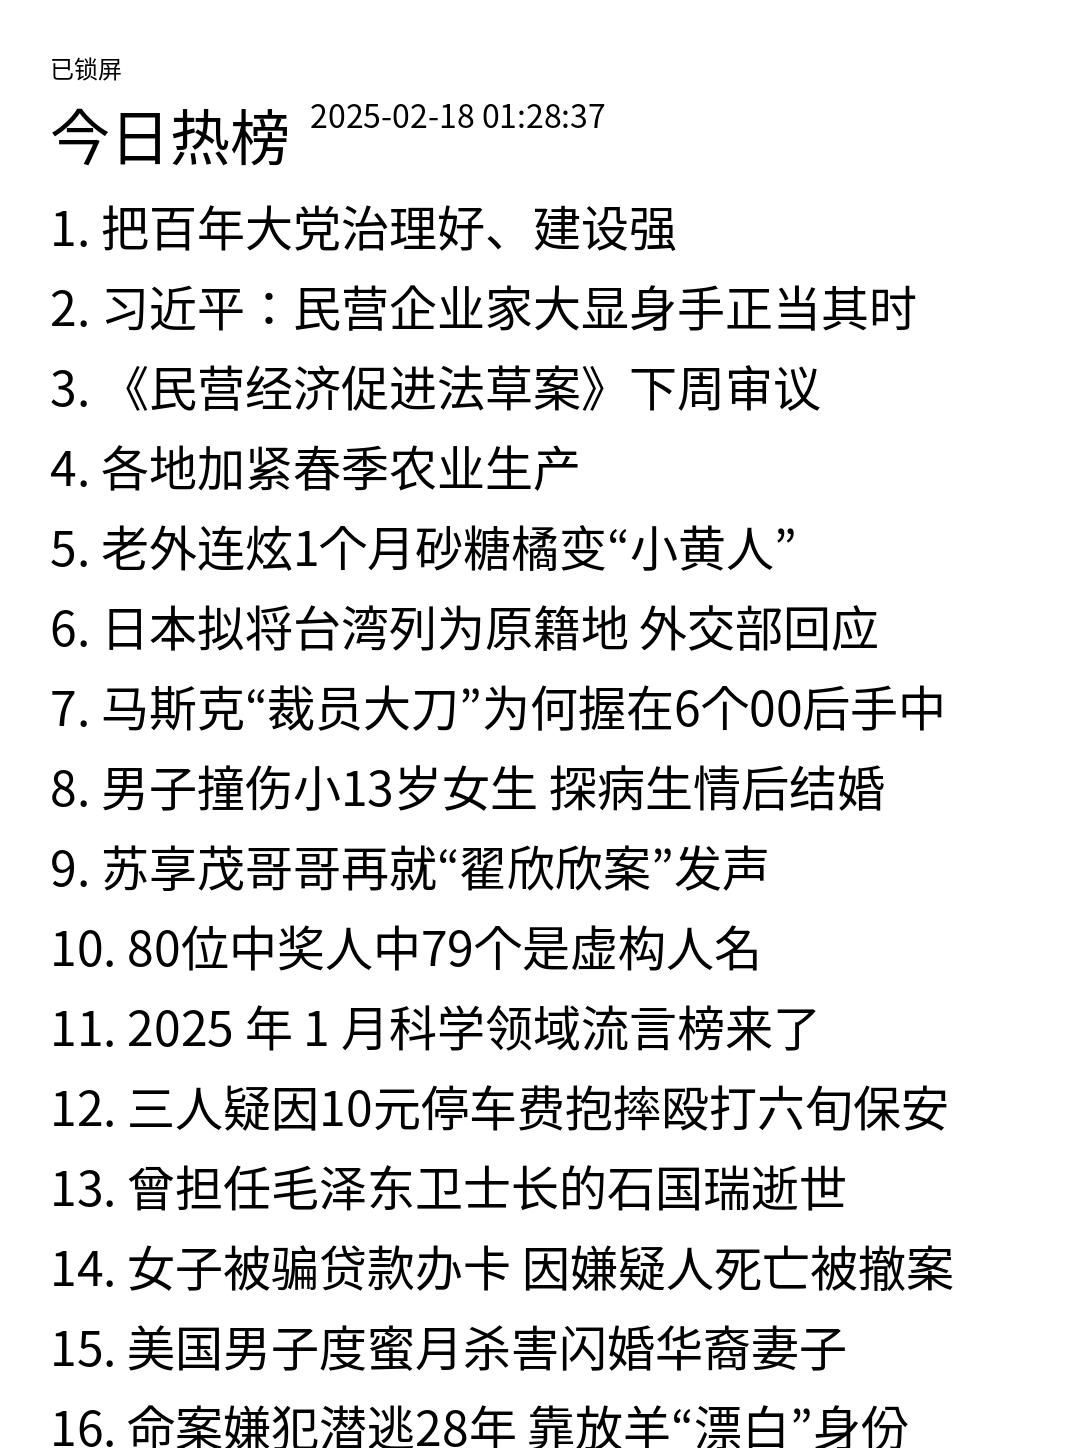 已锁屏
今日热榜 2025-02-18 01:28:37
1. 把百年大党治理好、建设强
2. 习近平：民营企业家大显身手正当其时
3. 《民营经济促进法草案》下周审议
4. 各地加紧春季农业生产
5. 老外连炫1个月砂糖橘变“小黄人”
6. 日本拟将台湾列为原籍地 外交部回应
7. 马斯克“裁员大刀”为何握在6个00后手中
8. 男子撞伤小13岁女生 探病生情后结婚
9. 苏享茂哥哥再就“翟欣欣案”发声
10. 80位中奖人中79个是虚构人名
11. 2025 年 1 月科学领域流言榜来了
12. 三人疑因10元停车费抱摔殴打六旬保安
13. 曾担任毛泽东卫士长的石国瑞逝世
14. 女子被骗贷款办卡 因嫌疑人死亡被撤案
15. 美国男子度蜜月杀害闪婚华裔妻子
16. 命案嫌犯潜逃28年 靠放羊“漂白”身份